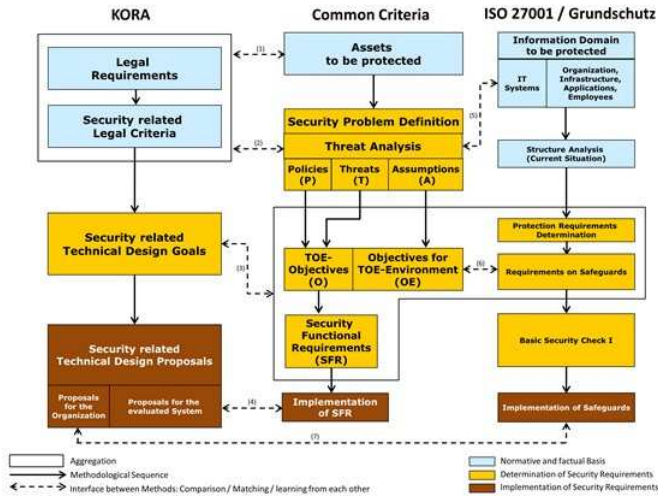 KORA
Common Criteria
ISO 27001 / Grundschutz
Legal
Requirements
Security related
Legal Criteria
Security related
Technical Design Goals
Security related
Technical Design Proposals
Proposals
for the
Organization
Proposals for the
evaluated System
(1)
(2)
(3)
(4)
(7)
Assets
to be protected
Security Problem Definition
Threat Analysis
Policies
(P)
Threats
(T)
Assumptions
(A)
TOE-
Objectives
(O)
Objectives for
TOE-Environment
(OE)
Security
Functional
Requirements
(SFR)
Implementation
of SFR
(5)
(6)
Information Domain
to be protected
IT
Systems
Organization,
Infrastructure,
Applications,
Employees
Structure Analysis
(Current Situation)
Protection Requirements
Determination
Requirements on Safeguards
Basic Security Check I
Implementation of Safeguards
Aggregation
Methodological Sequence
Interface between Methods: Comparison / Matching / learning from each other
Normative and factual Basis
Determination of Security Requirements
Implementation of Security Requirements